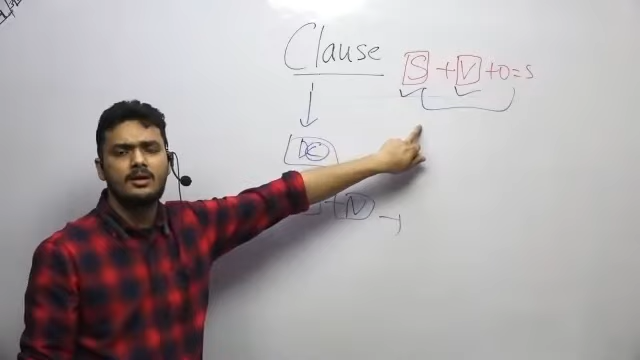 Clause
S + V + O = S
DC
+ V